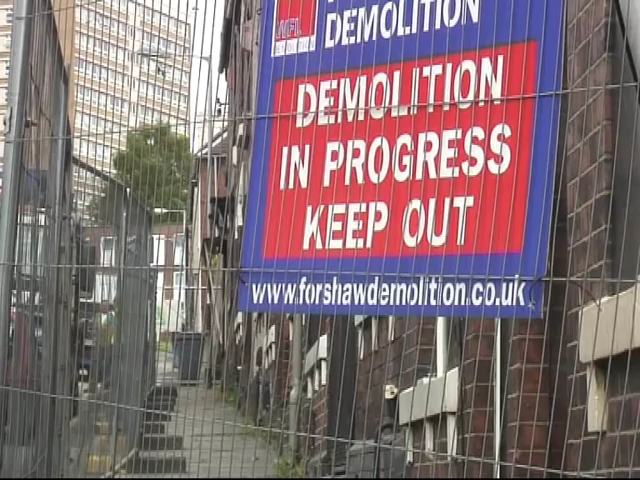 DEMOLITION
DEMOLITION
IN PROGRESS
KEEP OUT
www.forshawdemolition.co.uk